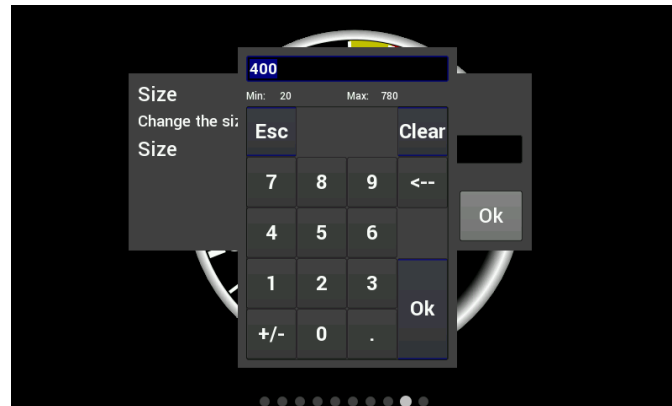 400
Min: 20 Max: 780
Size
Change the siz
Size
Esc Clear
7 8 9 <--
4 5 6
1 2 3
+/- 0 .
Ok
Ok